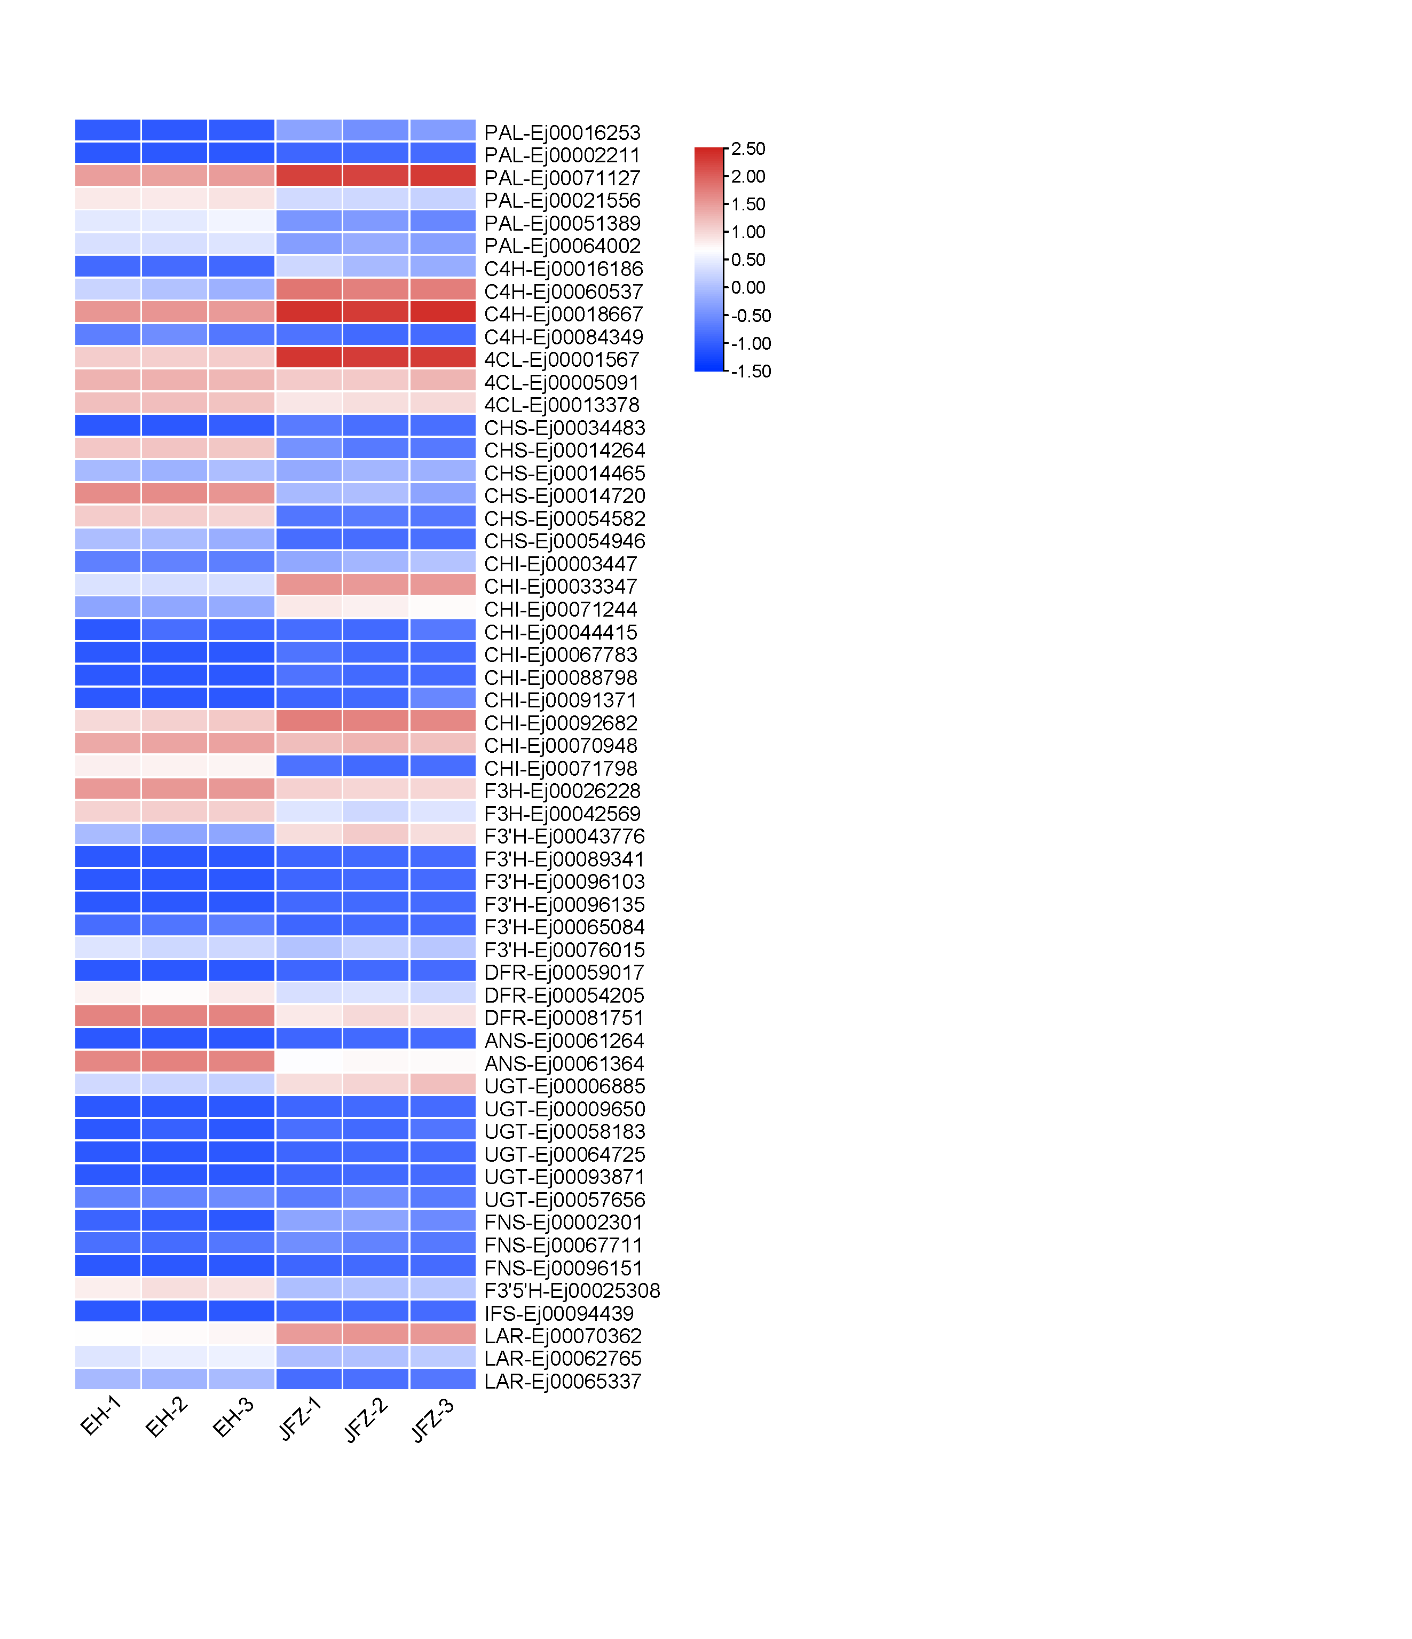 PAL-Ej00016253
PAL-Ej00002211
PAL-Ej00071127
PAL-Ej00021556
PAL-Ej00051389
PAL-Ej00064002
C4H-Ej00016186
C4H-Ej00060537
C4H-Ej00018667
C4H-Ej00084349
4CL-Ej00001567
4CL-Ej00005091
4CL-Ej00013378
CHS-Ej00034483
CHS-Ej00014264
CHS-Ej00014465
CHS-Ej00014720
CHS-Ej00054582
CHS-Ej00054946
CHI-Ej00003447
CHI-Ej00033347
CHI-Ej00071244
CHI-Ej00044415
CHI-Ej00067783
CHI-Ej00088798
CHI-Ej00091371
CHI-Ej00092682
CHI-Ej00070948
CHI-Ej00071798
F3H-Ej00026228
F3H-Ej00042569
F3'H-Ej00043776
F3'H-Ej00089341
F3'H-Ej00096103
F3'H-Ej00096135
F3'H-Ej00065084
F3'H-Ej00076015
DFR-Ej00059017
DFR-Ej00054205
DFR-Ej00081751
ANS-Ej00061264
ANS-Ej00061364
UGT-Ej00006885
UGT-Ej00009650
UGT-Ej00058183
UGT-Ej00064725
UGT-Ej00093871
UGT-Ej00057656
FNS-Ej00002301
FNS-Ej00067711
FNS-Ej00096151
F3'5'H-Ej00025308
IFS-Ej00094439
LAR-Ej00070362
LAR-Ej00062765
LAR-Ej00065337
EH-1 EH-2 EH-3 JFZ-1 JFZ-2 JFZ-3
2.50
2.00
1.50
1.00
0.50
0.00
-0.50
-1.00
-1.50